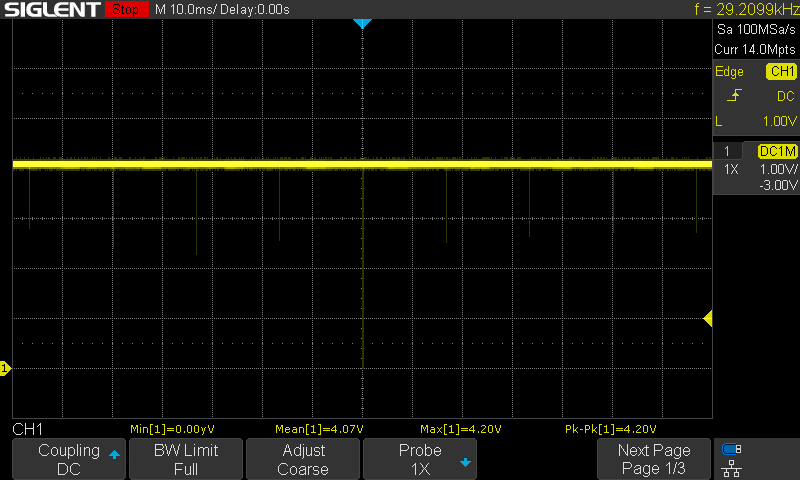 SIGLENT Stop M 10.0ms/ Delay:0.00s f = 29.2099kHz
Sa 100MSa/s
Curr 14.0Mpts
Edge CH1
DC
L 1.00V
1 DC1M
1X 1.00V/
-3.00V
1
CH1 Min[1]=0.00yV Mean[1]=4.07V Max[1]=4.20V Pk-Pk[1]=4.20V
Coupling BW Limit Adjust Probe Next Page
DC Full Coarse 1X Page 1/3